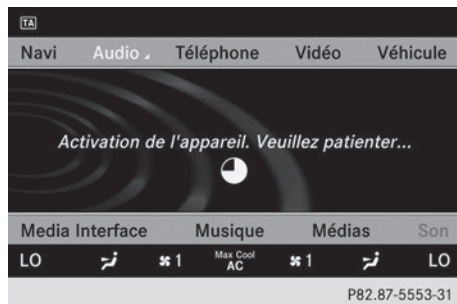 TA
Navi Audio Téléphone Vidéo Véhicule
Activation de l'appareil. Veuillez patienter...
Media Interface Musique Médias Son
LO 1 Max Cool AC 1 LO
P82.87-5553-31